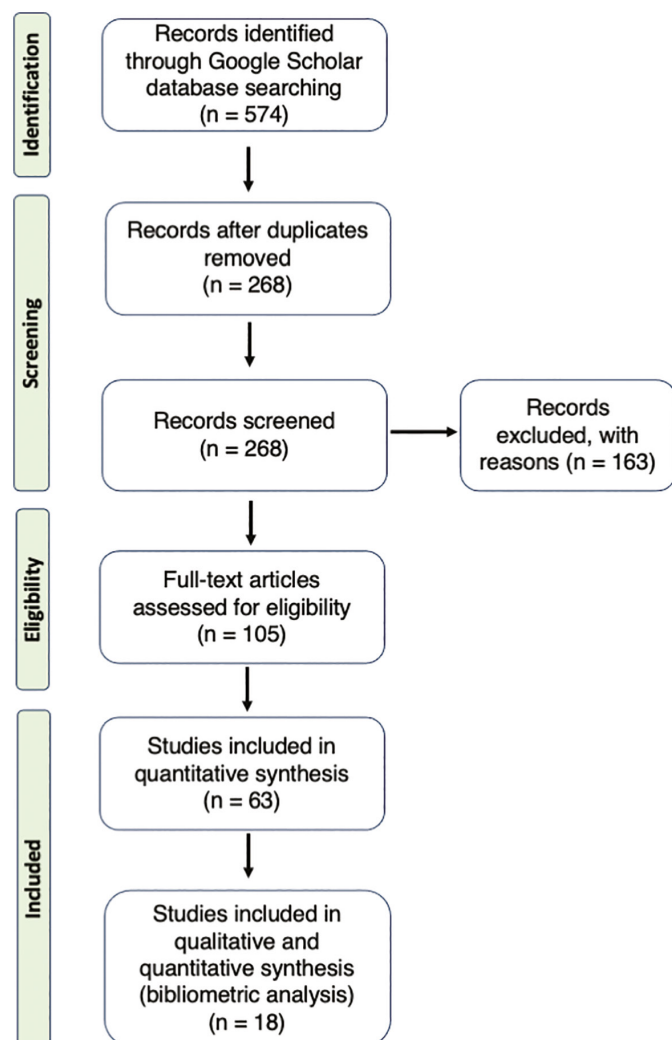 Identification
Records identified
through Google Scholar
database searching
(n = 574)
Screening
Records after duplicates
removed
(n = 268)
Records screened
(n = 268)
Records
excluded, with
reasons (n = 163)
Eligibility
Full-text articles
assessed for eligibility
(n = 105)
Included
Studies included in
quantitative synthesis
(n = 63)
Studies included in
qualitative and
quantitative synthesis
(bibliometric analysis)
(n = 18)